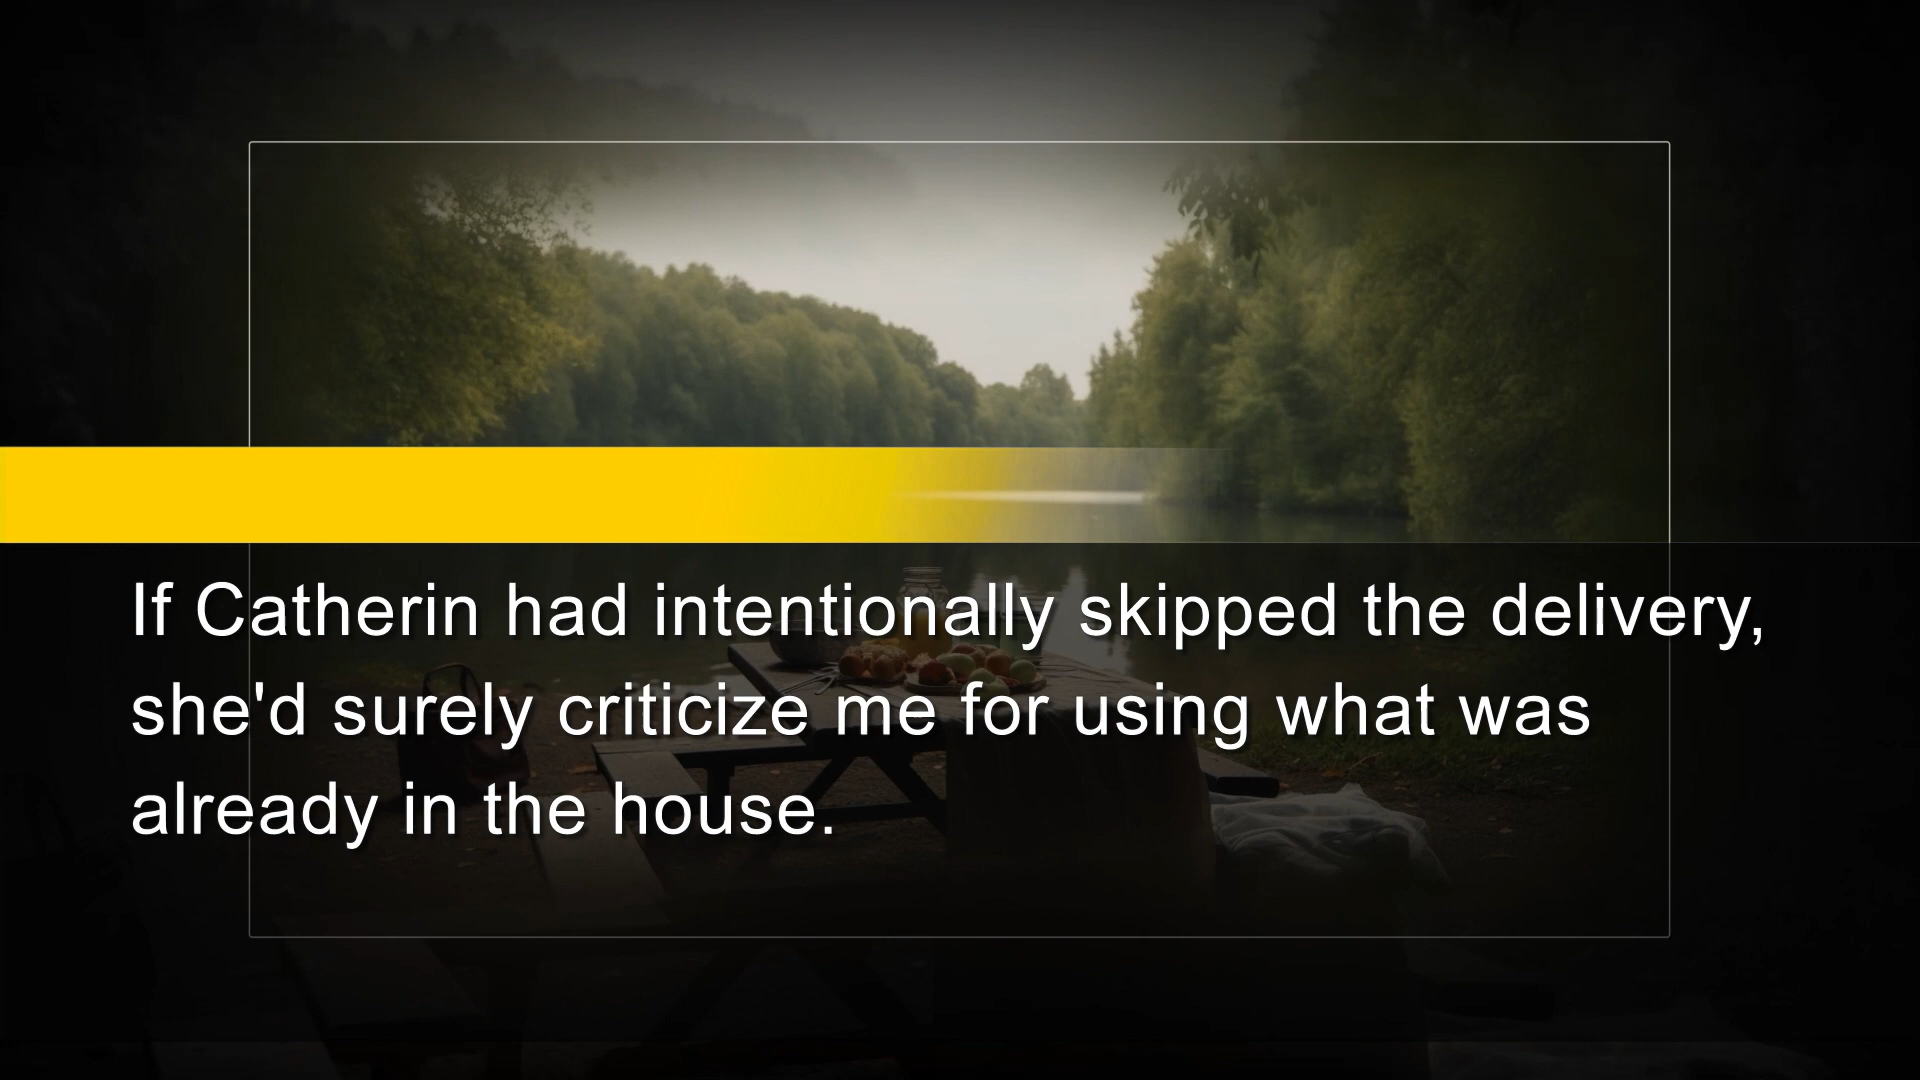 If Catherin had intentionally skipped the delivery,
she'd surely criticize me for using what was
already in the house.